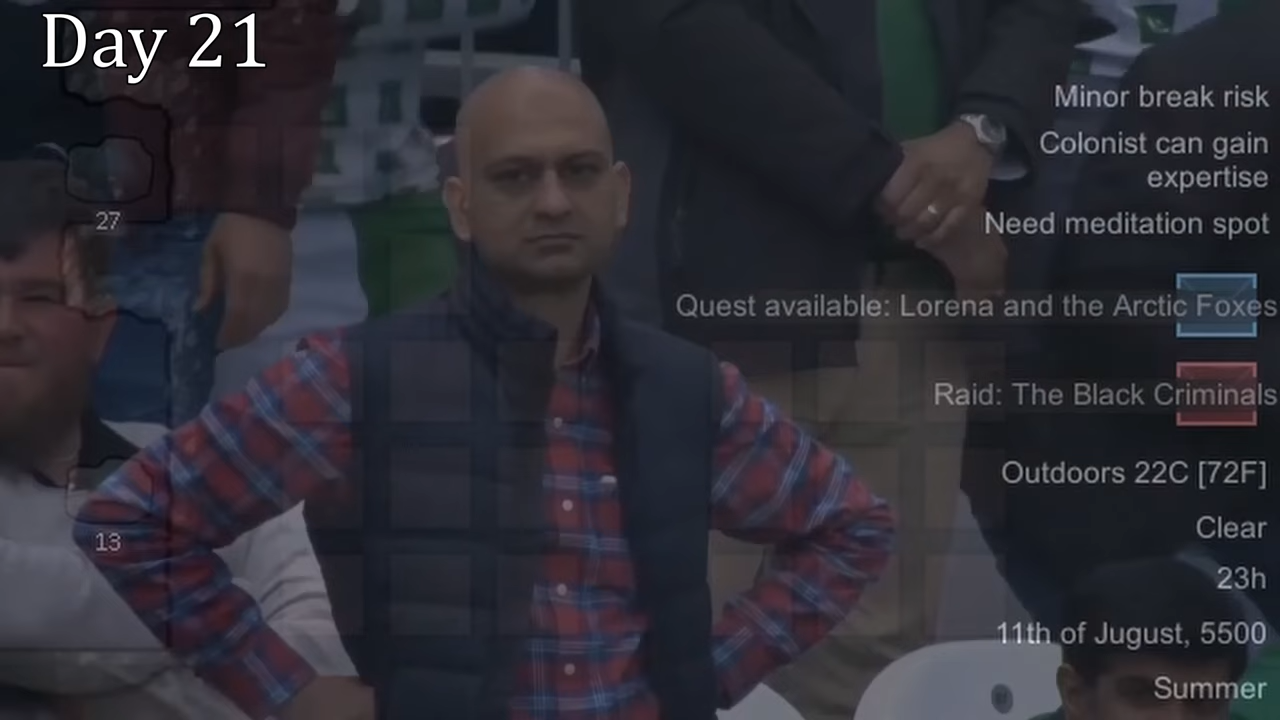 Day 21
Minor break risk
Colonist can gain
expertise
27
Need meditation spot
Quest available: Lorena and the Arctic Foxes
Raid: The Black Criminals
Outdoors 22C [72F]
Clear
13
23h
11th of Jugust, 5500
Summer